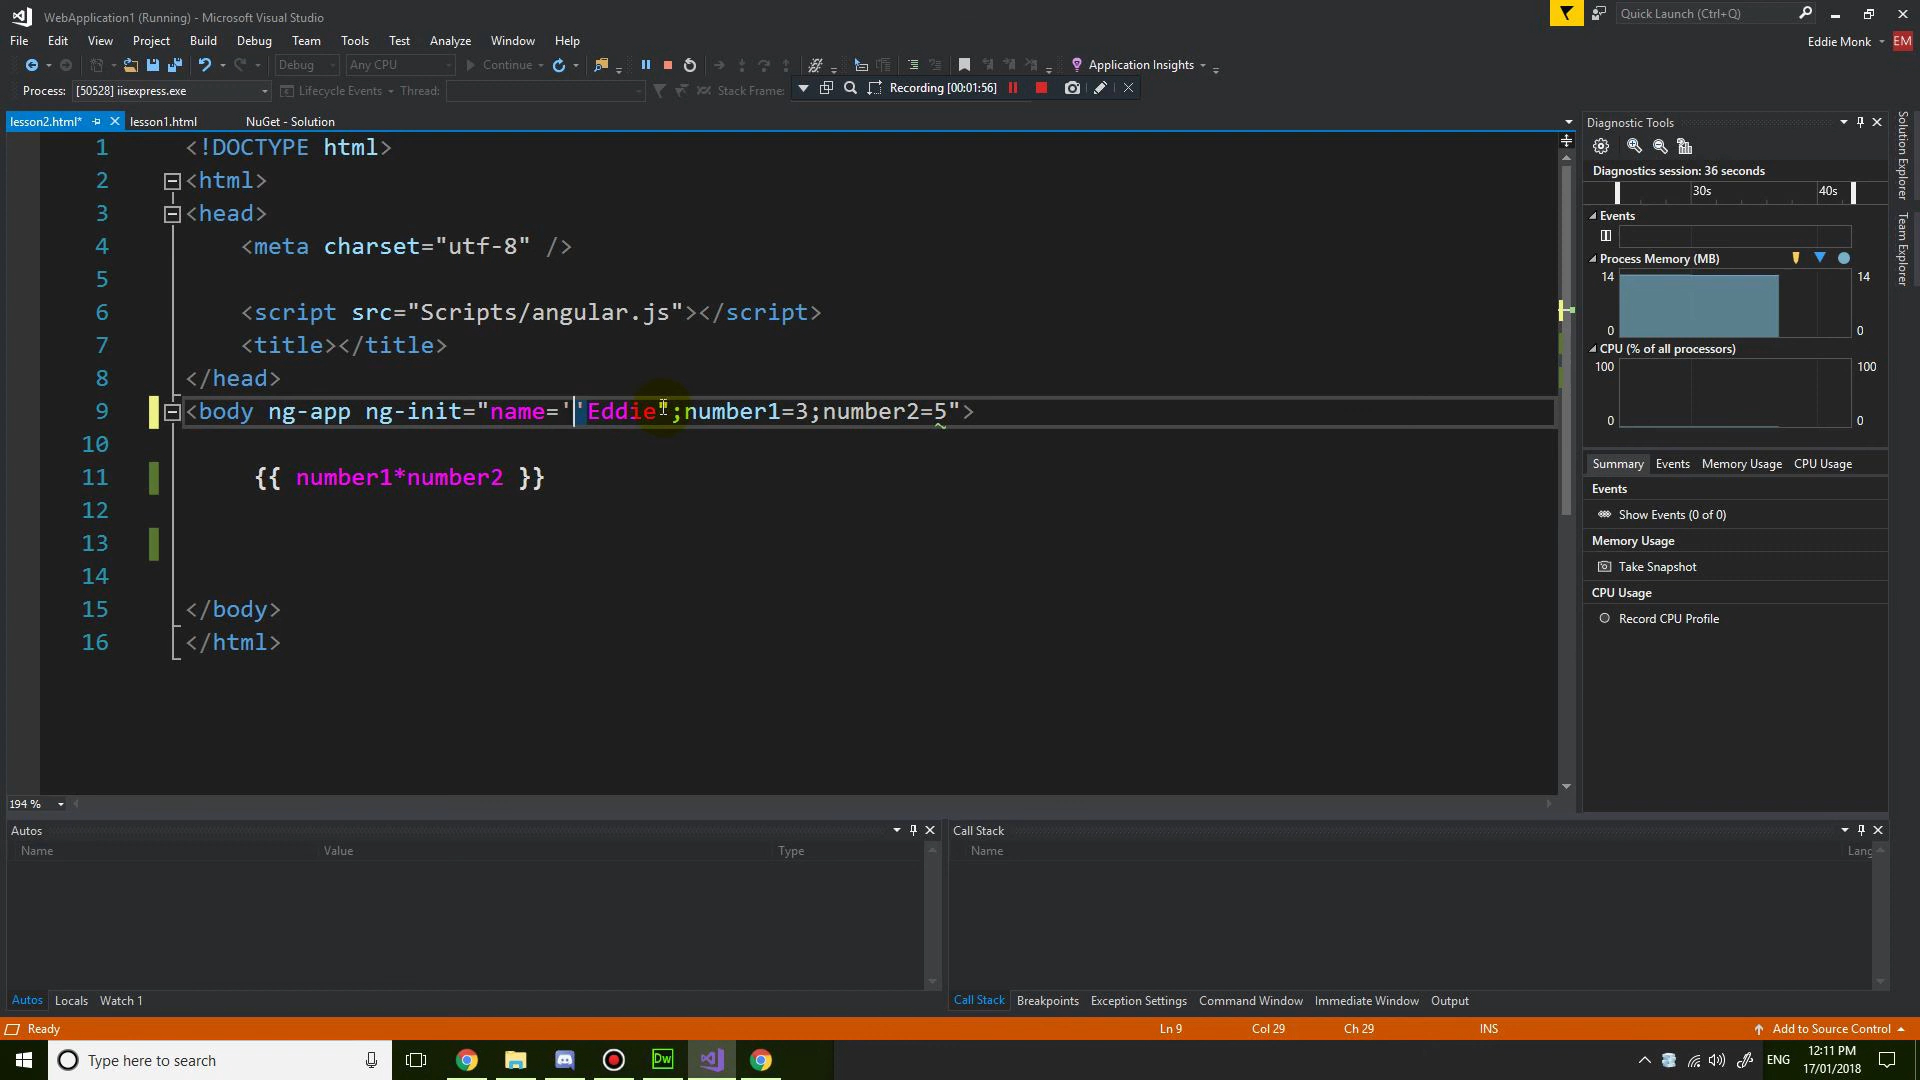 WebApplication1 (Running) - Microsoft Visual Studio
Quick Launch (Ctrl+Q)
File Edit View Project Build Debug Team Tools Test Analyze Window Help
Eddie Monk EM
Debug Any CPU Continue Application Insights
Process: [50528] iisexpress.exe Lifecycle Events Thread: Stack Frame:
Recording [00:01:56]
lesson2.html* lesson1.html NuGet - Solution
1 <!DOCTYPE html>
2 <html>
3 <head>
4 <meta charset="utf-8" />
5
6 <script src="Scripts/angular.js"></script>
7 <title></title>
8 </head>
9 <body ng-app ng-init="name=''Eddie";number1=3;number2=5">
10
11 {{ number1*number2 }}
12
13
14
15 </body>
16 </html>
194 %
Diagnostic Tools
Diagnostics session: 36 seconds
30s 40s
Events
Process Memory (MB)
14 14
0 0
CPU (% of all processors)
100 100
0 0
Summary Events Memory Usage CPU Usage
Events
Show Events (0 of 0)
Memory Usage
Take Snapshot
CPU Usage
Record CPU Profile
Solution Explorer
Team Explorer
Autos
Name Value Type
Autos Locals Watch 1
Call Stack
Name Lang
Call Stack Breakpoints Exception Settings Command Window Immediate Window Output
Ready Ln 9 Col 29 Ch 29 INS Add to Source Control
Type here to search
Dw
ENG 12:11 PM
17/01/2018